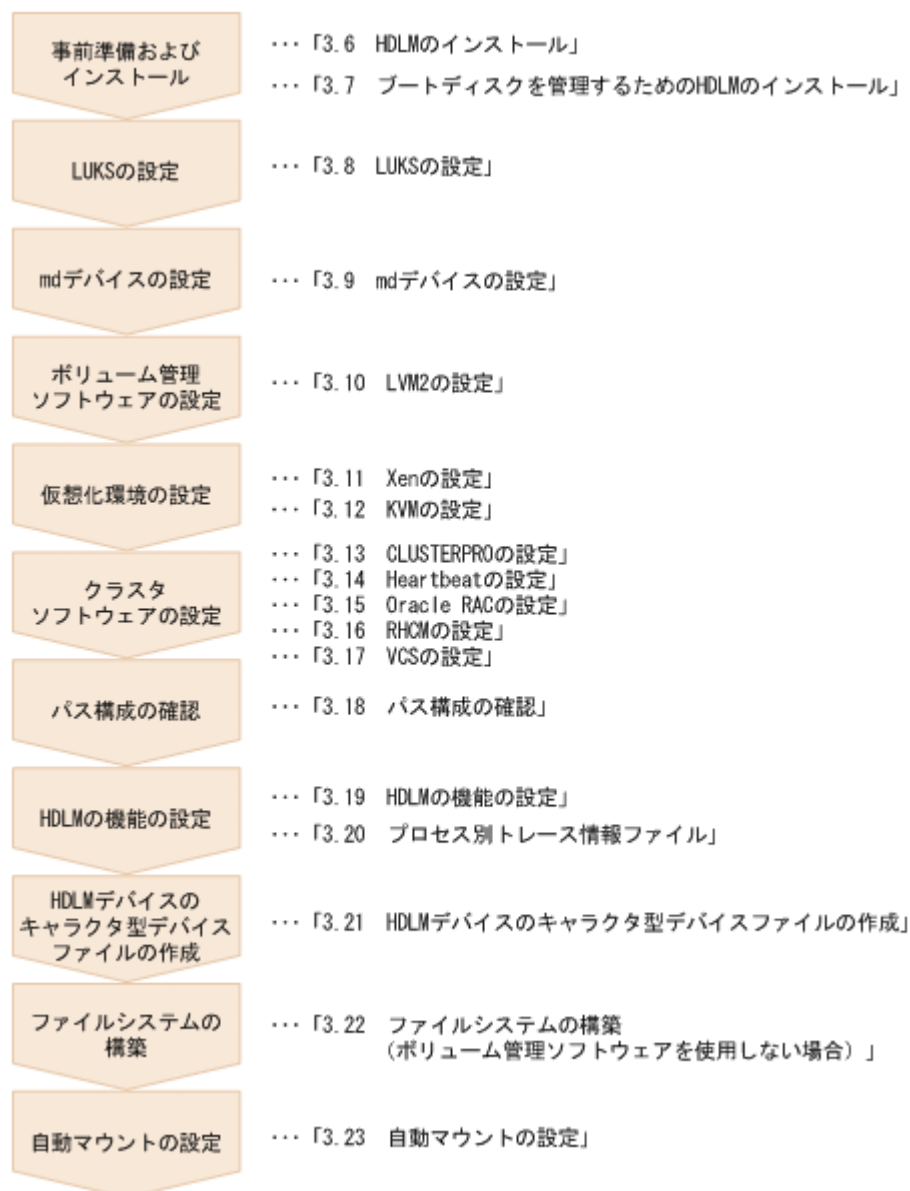 事前準備および
インストール
･･･「3.6 HDLMのインストール」
･･･「3.7 ブートディスクを管理するためのHDLMのインストール」
LUKSの設定
･･･「3.8 LUKSの設定」
mdデバイスの設定
･･･「3.9 mdデバイスの設定」
ボリューム管理
ソフトウェアの設定
･･･「3.10 LVM2の設定」
仮想化環境の設定
･･･「3.11 Xenの設定」
･･･「3.12 KVMの設定」
クラスタ
ソフトウェアの設定
･･･「3.13 CLUSTERPROの設定」
･･･「3.14 Heartbeatの設定」
･･･「3.15 Oracle RACの設定」
･･･「3.16 RHCMの設定」
･･･「3.17 VCSの設定」
パス構成の確認
･･･「3.18 パス構成の確認」
HDLMの機能の設定
･･･「3.19 HDLMの機能の設定」
･･･「3.20 プロセス別トレース情報ファイル」
HDLMデバイスの
キャラクタ型デバイス
ファイルの作成
･･･「3.21 HDLMデバイスのキャラクタ型デバイスファイルの作成」
ファイルシステムの
構築
･･･「3.22 ファイルシステムの構築
(ボリューム管理ソフトウェアを使用しない場合)」
自動マウントの設定
･･･「3.23 自動マウントの設定」